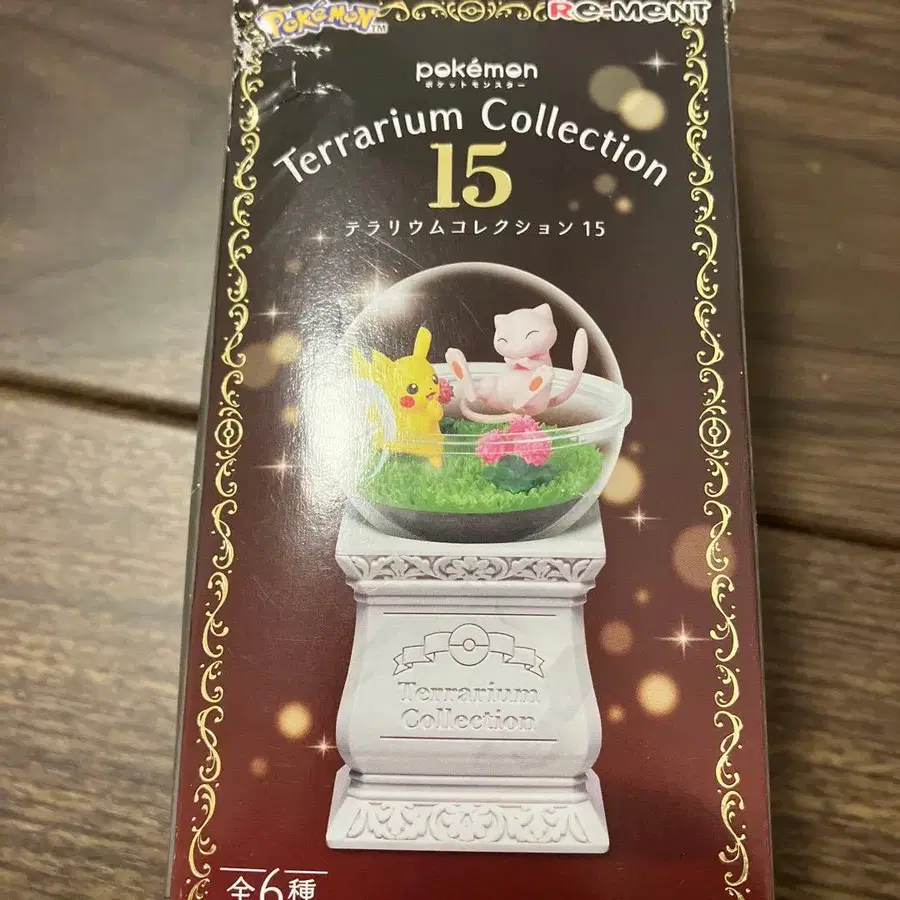 POKéMON™
Re-MeNT
pokémon
ポケットモンスター
Terrarium Collection
15
テラリウムコレクション 15
Terrarium
Collection
全6種